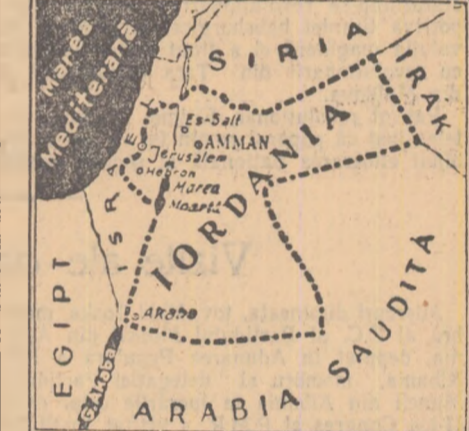 Marea
Mediterană
SIRIA
IRAK
ISRAEL
Es-Salt
AMMAN
Jerusalem
Hebron
Marea
Moartă
IORDANIA
Akaba
EGIPT
G. Akaba
ARABIA SAUDITĂ